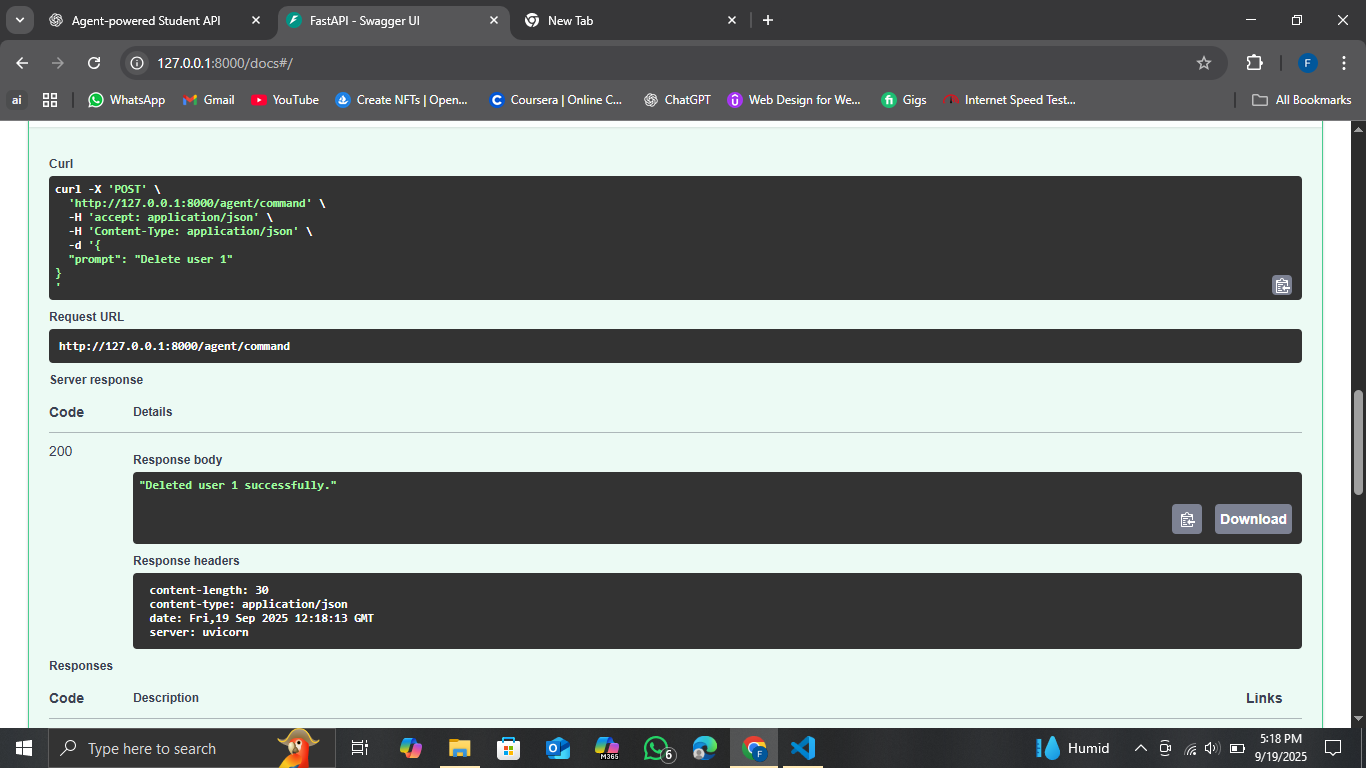 Agent-powered Student API
FastAPI - Swagger UI
New Tab
127.0.0.1:8000/docs#/
F
ai
WhatsApp
Gmail
YouTube
Create NFTs | Open...
Coursera | Online C...
ChatGPT
Web Design for We...
Gigs
Internet Speed Test...
All Bookmarks
Curl
curl -X 'POST' \
'http://127.0.0.1:8000/agent/command' \
-H 'accept: application/json' \
-H 'Content-Type: application/json' \
-d '{
"prompt": "Delete user 1"
}
'
Request URL
http://127.0.0.1:8000/agent/command
Server response
Code Details
200
Response body
"Deleted user 1 successfully."
Download
Response headers
content-length: 30
content-type: application/json
date: Fri,19 Sep 2025 12:18:13 GMT
server: uvicorn
Responses
Code Description Links
Type here to search
M365
6
F
Humid
5:18 PM
9/19/2025